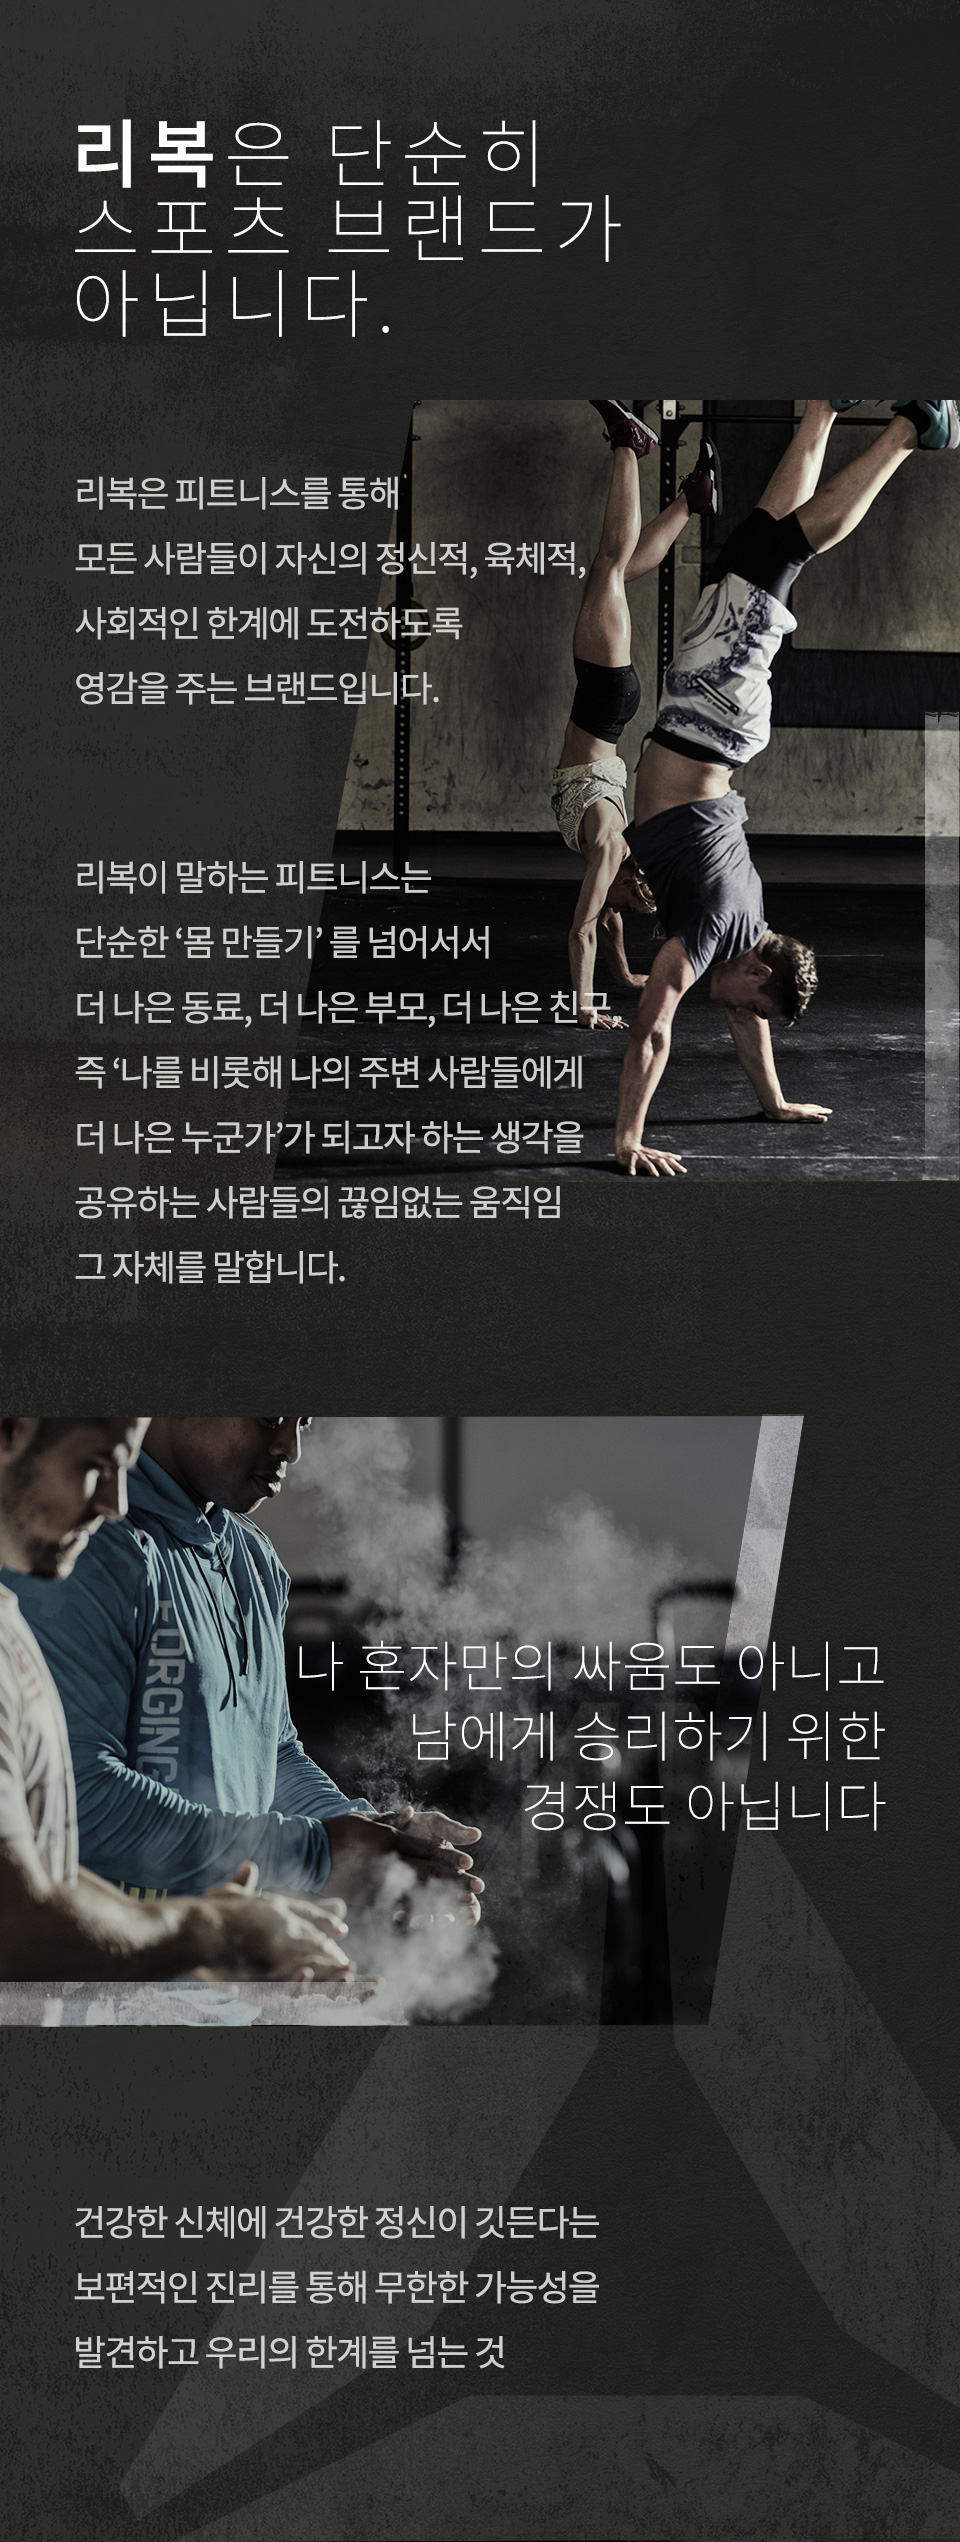 리복은 단순히
스포츠 브랜드가
아닙니다.
리복은 피트니스를 통해
모든 사람들이 자신의 정신적, 육체적,
사회적인 한계에 도전하도록
영감을 주는 브랜드입니다.
리복이 말하는 피트니스는
단순한 ‘몸 만들기’ 를 넘어서서
더 나은 동료, 더 나은 부모, 더 나은 친구,
즉 ‘나를 비롯해 나의 주변 사람들에게
더 나은 누군가’가 되고자 하는 생각을
공유하는 사람들의 끊임없는 움직임
그 자체를 말합니다.
FORGING
나 혼자만의 싸움도 아니고
남에게 승리하기 위한
경쟁도 아닙니다
건강한 신체에 건강한 정신이 깃든다는
보편적인 진리를 통해 무한한 가능성을
발견하고 우리의 한계를 넘는 것